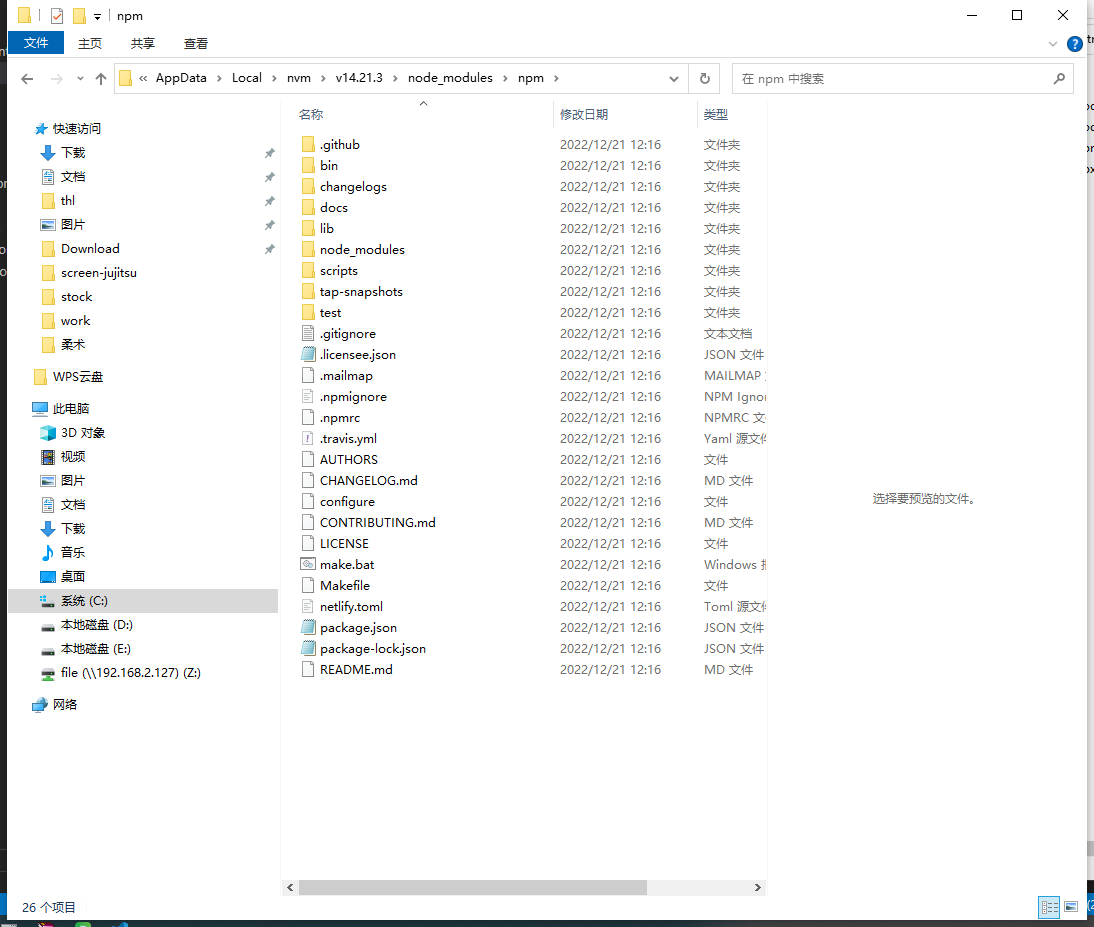 npm
文件 主页 共享 查看
« AppData › Local › nvm › v14.21.3 › node_modules › npm › 在 npm 中搜索
名称 修改日期 类型
快速访问
下载
文档
thl
图片
Download
screen-jujitsu
stock
work
柔术
WPS云盘
此电脑
3D 对象
视频
图片
文档
下载
音乐
桌面
系统 (C:)
本地磁盘 (D:)
本地磁盘 (E:)
file (\\192.168.2.127) (Z:)
网络
.github 2022/12/21 12:16 文件夹
bin 2022/12/21 12:16 文件夹
changelogs 2022/12/21 12:16 文件夹
docs 2022/12/21 12:16 文件夹
lib 2022/12/21 12:16 文件夹
node_modules 2022/12/21 12:16 文件夹
scripts 2022/12/21 12:16 文件夹
tap-snapshots 2022/12/21 12:16 文件夹
test 2022/12/21 12:16 文件夹
.gitignore 2022/12/21 12:16 文本文档
.licensee.json 2022/12/21 12:16 JSON 文件
.mailmap 2022/12/21 12:16 MAILMAP
.npmignore 2022/12/21 12:16 NPM Ignor
.npmrc 2022/12/21 12:16 NPMRC 文
.travis.yml 2022/12/21 12:16 Yaml 源文件
AUTHORS 2022/12/21 12:16 文件
CHANGELOG.md 2022/12/21 12:16 MD 文件
configure 2022/12/21 12:16 文件
CONTRIBUTING.md 2022/12/21 12:16 MD 文件
LICENSE 2022/12/21 12:16 文件
make.bat 2022/12/21 12:16 Windows
Makefile 2022/12/21 12:16 文件
netlify.toml 2022/12/21 12:16 Toml 源文件
package.json 2022/12/21 12:16 JSON 文件
package-lock.json 2022/12/21 12:16 JSON 文件
README.md 2022/12/21 12:16 MD 文件
选择要预览的文件。
26 个项目